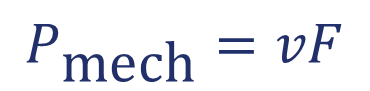 P_mech = vF